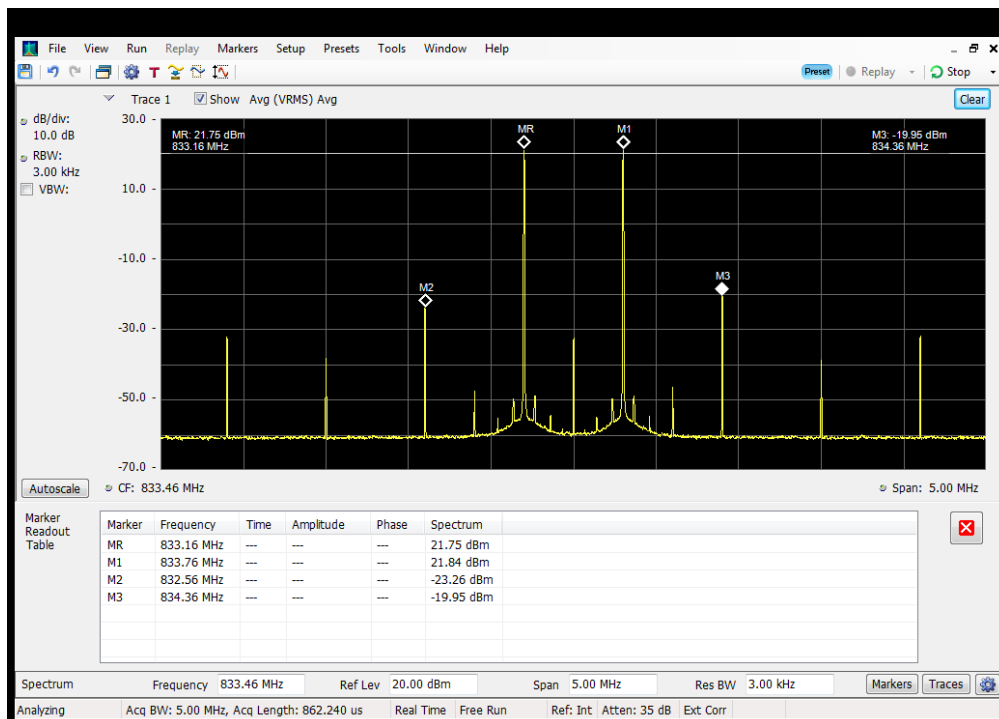 File View Run Replay Markers Setup Presets Tools Window Help
T Preset Replay Stop
Trace 1 Show Avg (VRMS) Avg Clear
dB/div:
10.0 dB
RBW:
3.00 kHz
VBW:
30.0
10.0
-10.0
-30.0
-50.0
-70.0
MR: 21.75 dBm
833.16 MHz
MR
M1
M3: -19.95 dBm
834.36 MHz
M2
M3
Autoscale CF: 833.46 MHz Span: 5.00 MHz
Marker
Readout
Table
Marker Frequency Time Amplitude Phase Spectrum
MR 833.16 MHz --- --- --- 21.75 dBm
M1 833.76 MHz --- --- --- 21.84 dBm
M2 832.56 MHz --- --- --- -23.26 dBm
M3 834.36 MHz --- --- --- -19.95 dBm
Spectrum Frequency 833.46 MHz Ref Lev 20.00 dBm Span 5.00 MHz Res BW 3.00 kHz Markers Traces
Analyzing Acq BW: 5.00 MHz, Acq Length: 862.240 us Real Time Free Run Ref: Int Atten: 35 dB Ext Corr